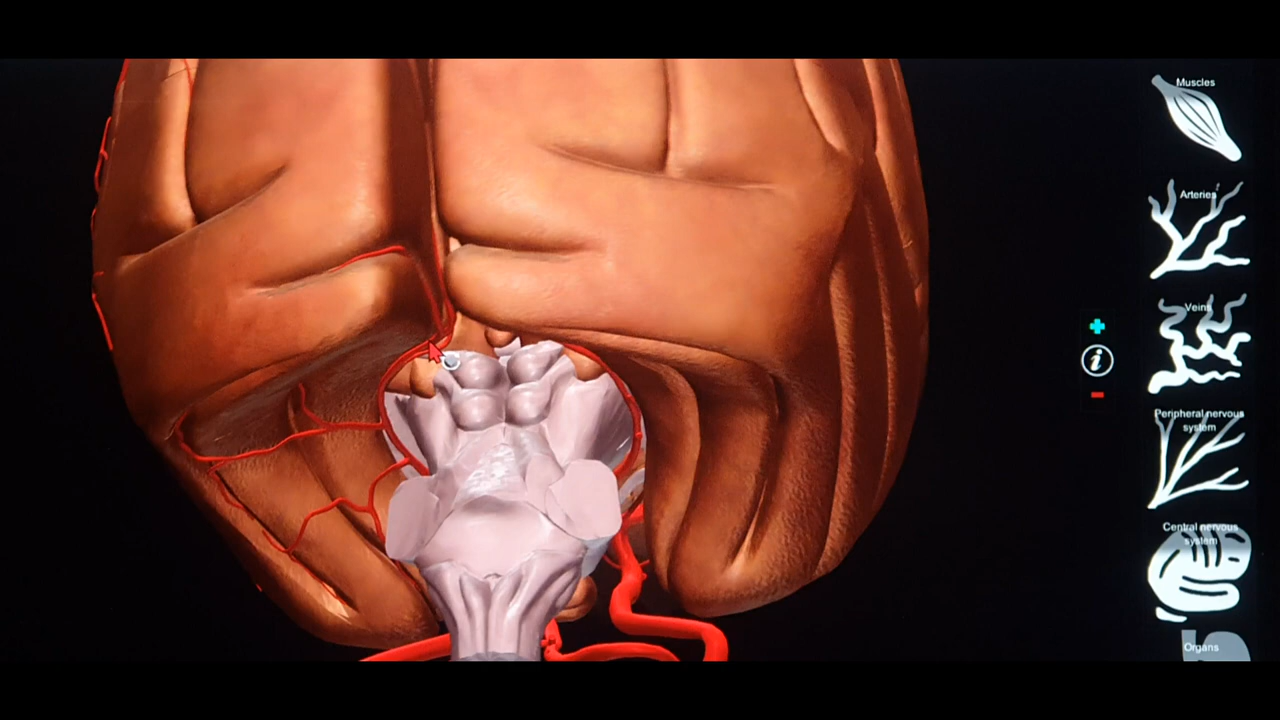 Muscles
Arteries
Veins
i
Peripheral nervous
system
Central nervous
system
Organs